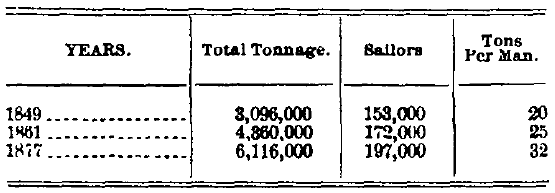 YEARS. Total Tonnage. Sailors Tons Per Man.
1849 3,096,000 153,000 20
1861 4,360,000 172,000 25
1877 6,116,000 197,000 32